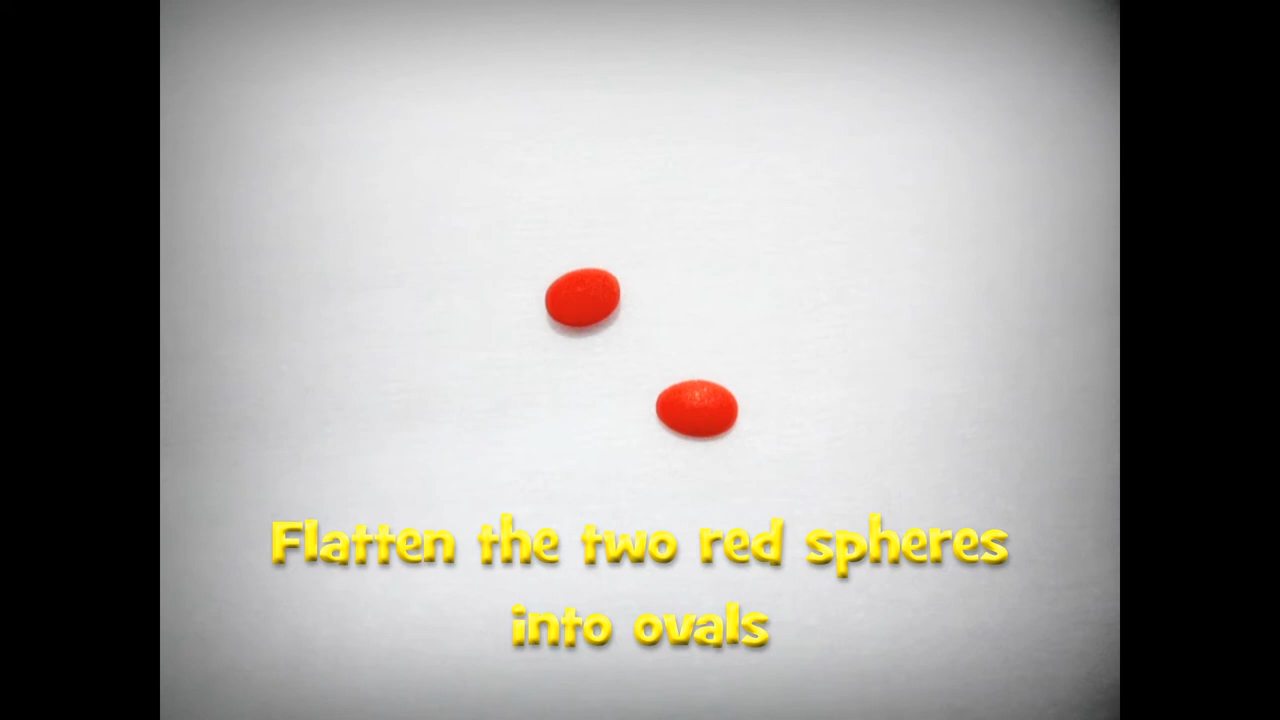 Flatten the two red spheres
into ovals